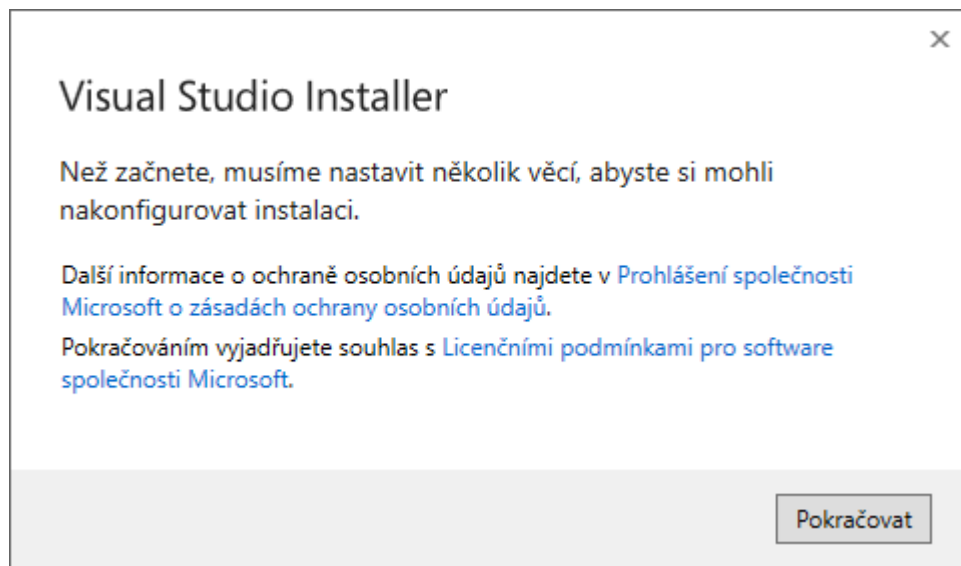 Visual Studio Installer
Než začnete, musíme nastavit několik věcí, abyste si mohli
nakonfigurovat instalaci.
Další informace o ochraně osobních údajů najdete v Prohlášení společnosti
Microsoft o zásadách ochrany osobních údajů.
Pokračováním vyjadřujete souhlas s Licenčními podmínkami pro software
společnosti Microsoft.
Pokračovat